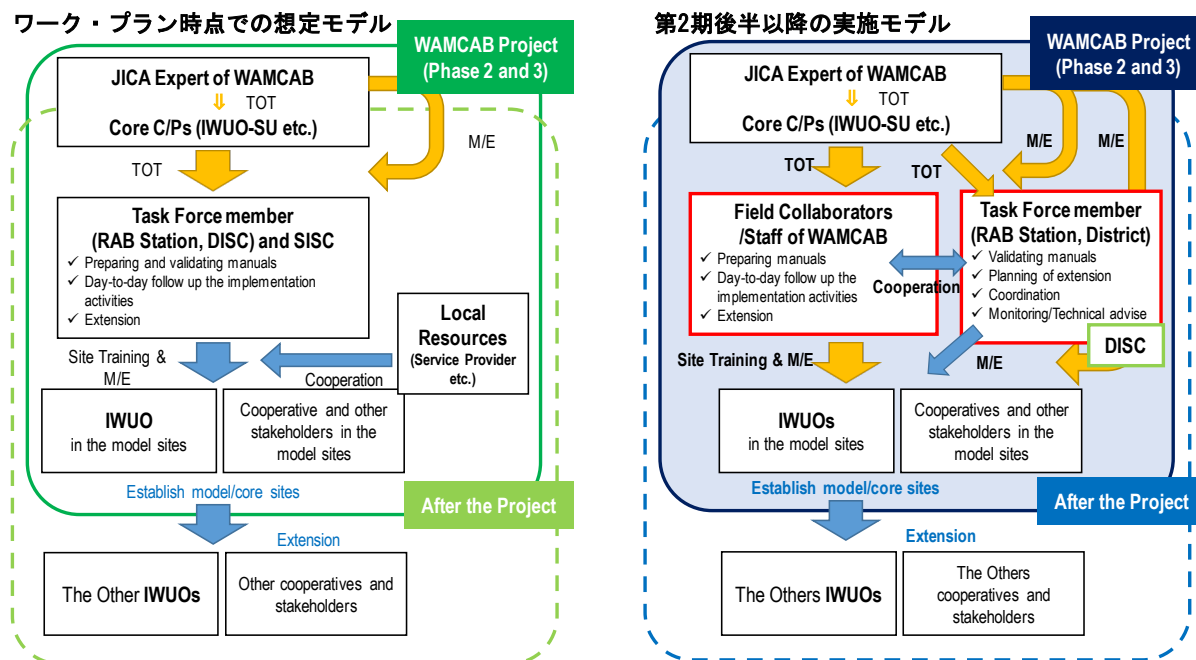 ワーク・プラン時点での想定モデル
WAMCAB Project
(Phase 2 and 3)
JICA Expert of WAMCAB
⇓ TOT
Core C/Ps (IWUO-SU etc.)
TOT
M/E
Task Force member
(RAB Station, DISC) and SISC
✓ Preparing and validating manuals
✓ Day-to-day follow up the implementation
activities
✓ Extension
Local
Resources
(Service Provider
etc.)
Site Training &
M/E
Cooperation
IWUO
in the model sites
Cooperative and other
stakeholders in the
model sites
Establish model/core sites
After the Project
Extension
The Other IWUOs
Other cooperatives and
stakeholders
第2期後半以降の実施モデル
WAMCAB Project
(Phase 2 and 3)
JICA Expert of WAMCAB
⇓ TOT
Core C/Ps (IWUO-SU etc.)
TOT
TOT
M/E
M/E
Field Collaborators
/Staff of WAMCAB
✓ Preparing manuals
✓ Day-to-day follow up the
implementation activities
✓ Extension
Cooperation
Task Force member
(RAB Station, District)
✓ Validating manuals
✓ Planning of extension
✓ Coordination
✓ Monitoring/Technical advise
DISC
Site Training & M/E
M/E
IWUOs
in the model sites
Cooperatives and other
stakeholders in the
model sites
Establish model/core sites
After the Project
Extension
The Others IWUOs
The Others
cooperatives and
stakeholders